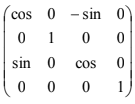 cos 0 −sin 0
0 1 0 0
sin 0 cos 0
0 0 0 1